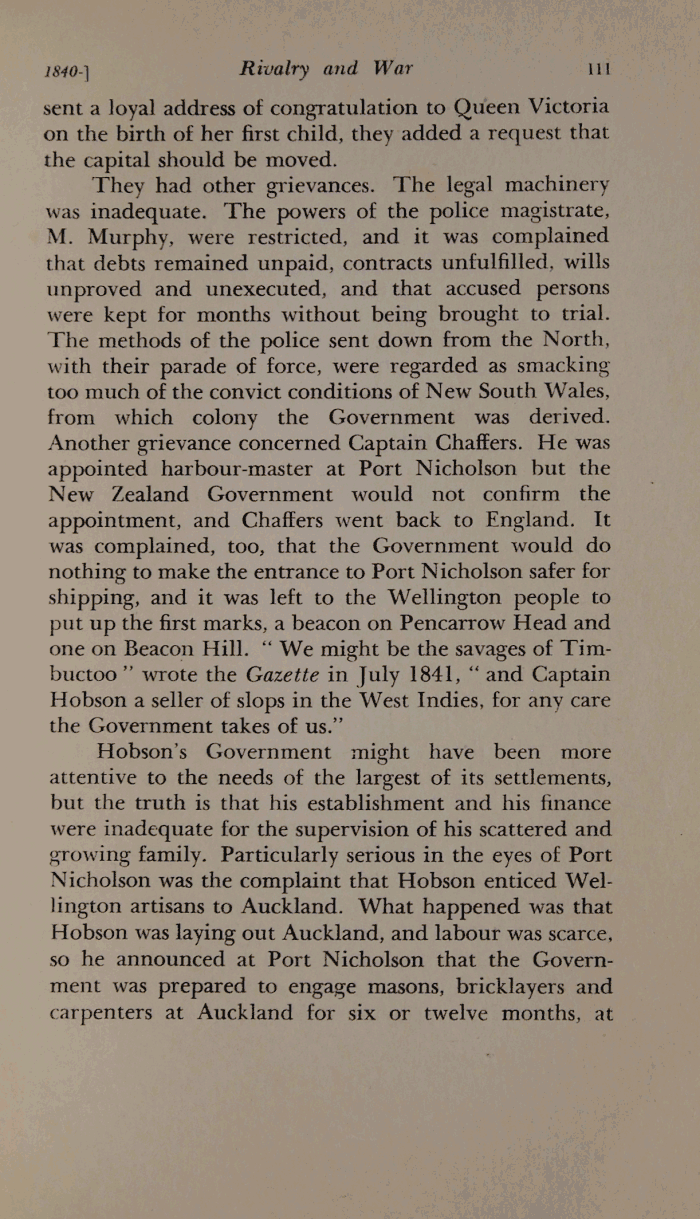 1840-] Rivalry and War 111
sent a loyal address of congratulation to Queen Victoria
on the birth of her first child, they added a request that
the capital should be moved.
They had other grievances. The legal machinery
was inadequate. The powers of the police magistrate,
M. Murphy, were restricted, and it was complained
that debts remained unpaid, contracts unfulfilled, wills
unproved and unexecuted, and that accused persons
were kept for months without being brought to trial.
The methods of the police sent down from the North,
with their parade of force, were regarded as smacking
too much of the convict conditions of New South Wales,
from which colony the Government was derived.
Another grievance concerned Captain Chaffers. He was
appointed harbour-master at Port Nicholson but the
New Zealand Government would not confirm the
appointment, and Chaffers went back to England. It
was complained, too, that the Government would do
nothing to make the entrance to Port Nicholson safer for
shipping, and it was left to the Wellington people to
put up the first marks, a beacon on Pencarrow Head and
one on Beacon Hill. “ We might be the savages of Tim-
buctoo ” wrote the Gazette in July 1841, “ and Captain
Hobson a seller of slops in the West Indies, for any care
the Government takes of us.”
Hobson's Government might have been more
attentive to the needs of the largest of its settlements,
but the truth is that his establishment and his finance
were inadequate for the supervision of his scattered and
growing family. Particularly serious in the eyes of Port
Nicholson was the complaint that Hobson enticed Wel-
lington artisans to Auckland. What happened was that
Hobson was laying out Auckland, and labour was scarce,
so he announced at Port Nicholson that the Govern-
ment was prepared to engage masons, bricklayers and
carpenters at Auckland for six or twelve months, at